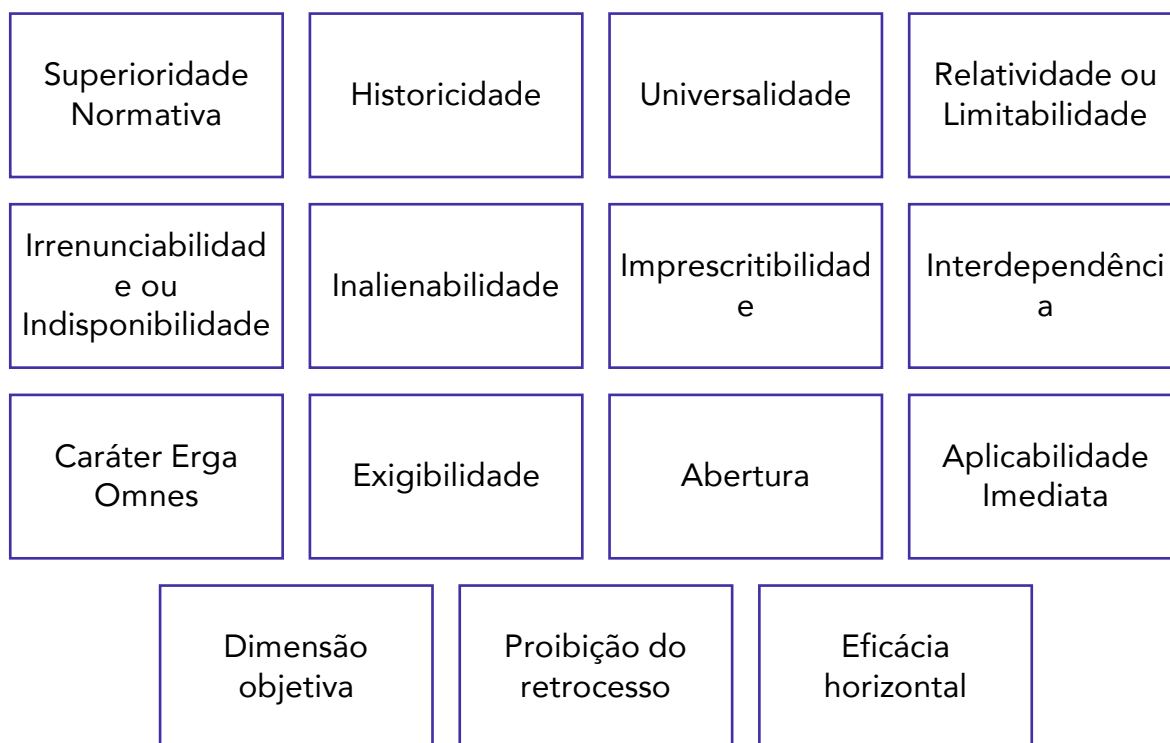 Superioridade
Normativa
Historicidade
Universalidade
Relatividade ou
Limitabilidade
Irrenunciabilidad
e ou
Indisponibilidade
Inalienabilidade
Imprescritibilidad
e
Interdependênci
a
Caráter Erga
Omnes
Exigibilidade
Abertura
Aplicabilidade
Imediata
Dimensão
objetiva
Proibição do
retrocesso
Eficácia
horizontal